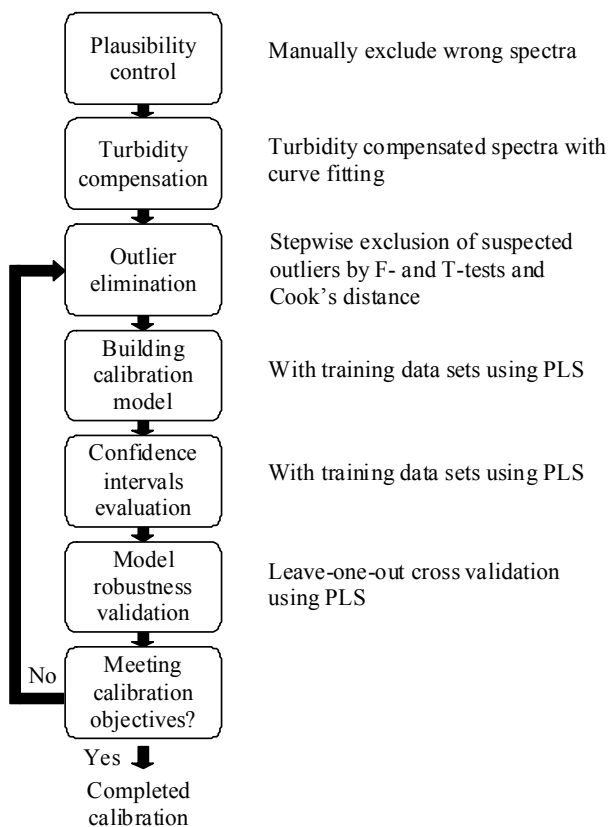 Plausibility
control
Manually exclude wrong spectra
Turbidity
compensation
Turbidity compensated spectra with
curve fitting
Outlier
elimination
Stepwise exclusion of suspected
outliers by F- and T-tests and
Cook's distance
Building
calibration
model
With training data sets using PLS
Confidence
intervals
evaluation
With training data sets using PLS
Model
robustness
validation
Leave-one-out cross validation
using PLS
No
Meeting
calibration
objectives?
Yes
Completed
calibration